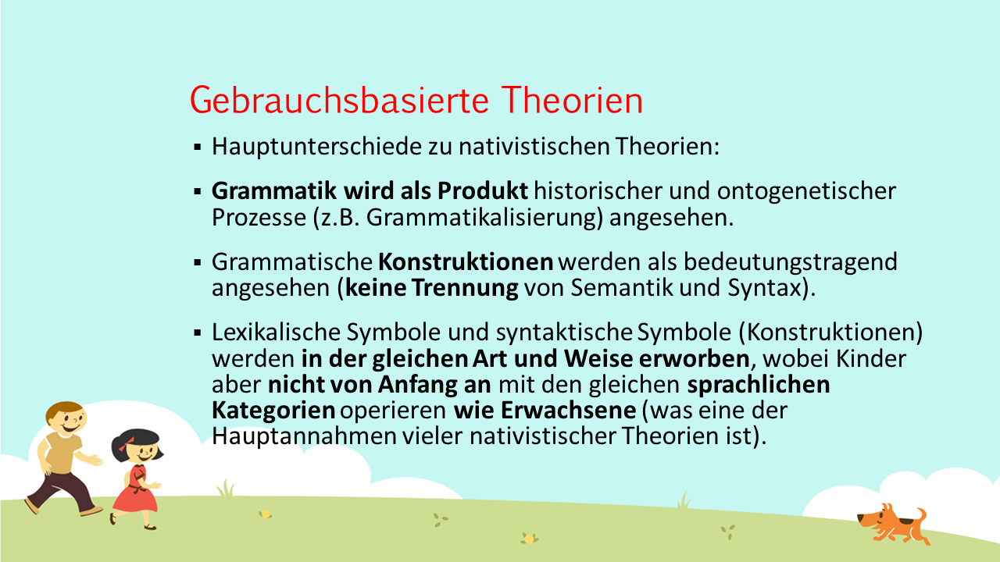 Gebrauchsbasierte Theorien
▪ Hauptunterschiede zu nativistischen Theorien:
▪ Grammatik wird als Produkt historischer und ontogenetischer
Prozesse (z.B. Grammatikalisierung) angesehen.
▪ Grammatische Konstruktionen werden als bedeutungstragend
angesehen (keine Trennung von Semantik und Syntax).
▪ Lexikalische Symbole und syntaktische Symbole (Konstruktionen)
werden in der gleichen Art und Weise erworben, wobei Kinder
aber nicht von Anfang an mit den gleichen sprachlichen
Kategorien operieren wie Erwachsene (was eine der
Hauptannahmen vieler nativistischer Theorien ist).